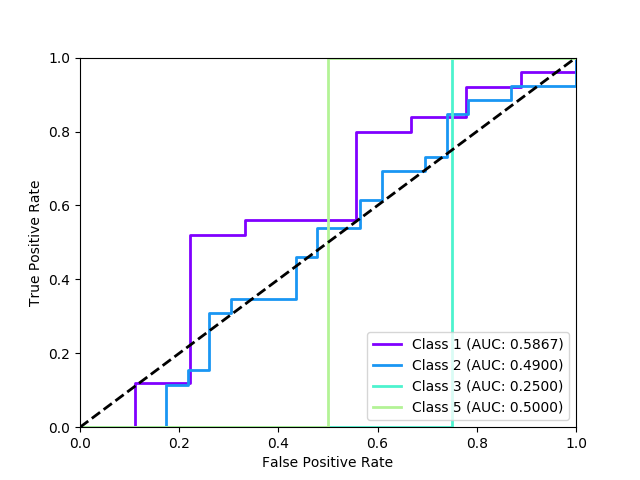 1.0
0.8
0.6
0.4
0.2
0.0
True Positive Rate
Class 1 (AUC: 0.5867)
Class 2 (AUC: 0.4900)
Class 3 (AUC: 0.2500)
Class 5 (AUC: 0.5000)
0.0 0.2 0.4 0.6 0.8 1.0
False Positive Rate